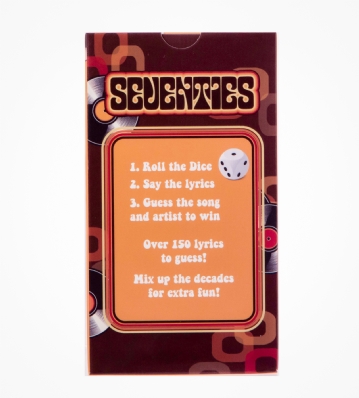 SEVENTIES
1. Roll the Dice
2. Say the lyrics
3. Guess the song
and artist to win
Over 150 lyrics
to guess!
Mix up the decades
for extra fun!